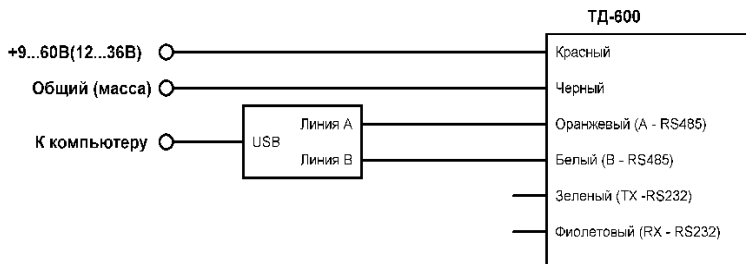 ТД-600
+9...60В(12...36В)
Красный
Общий (масса)
Черный
Линия А
Оранжевый (А - RS485)
К компьютеру
USB
Линия В
Белый (В - RS485)
Зеленый (TX -RS232)
Фиолетовый (RX - RS232)